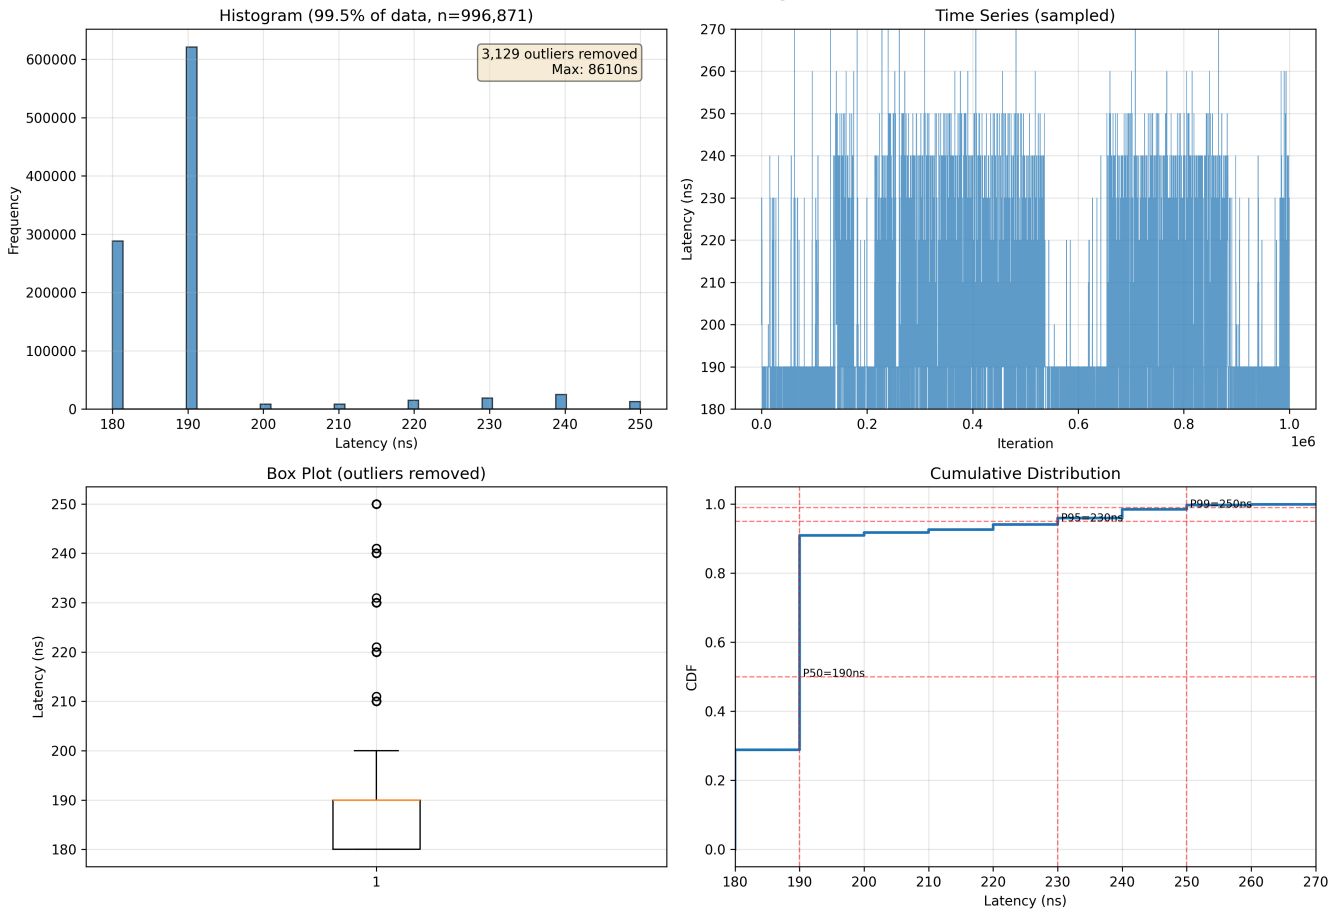 Histogram (99.5% of data, n=996,871)
3,129 outliers removed
Max: 8610ns
Frequency
600000
500000
400000
300000
200000
100000
0
180 190 200 210 220 230 240 250
Latency (ns)
Time Series (sampled)
Latency (ns)
270
260
250
240
230
220
210
200
190
180
0.0 0.2 0.4 0.6 0.8 1.0
1e6
Iteration
Box Plot (outliers removed)
Latency (ns)
250
240
230
220
210
200
190
180
1
Cumulative Distribution
CDF
1.0
0.8
0.6
0.4
0.2
0.0
P99=250ns
P95=230ns
P50=190ns
180 190 200 210 220 230 240 250 260 270
Latency (ns)